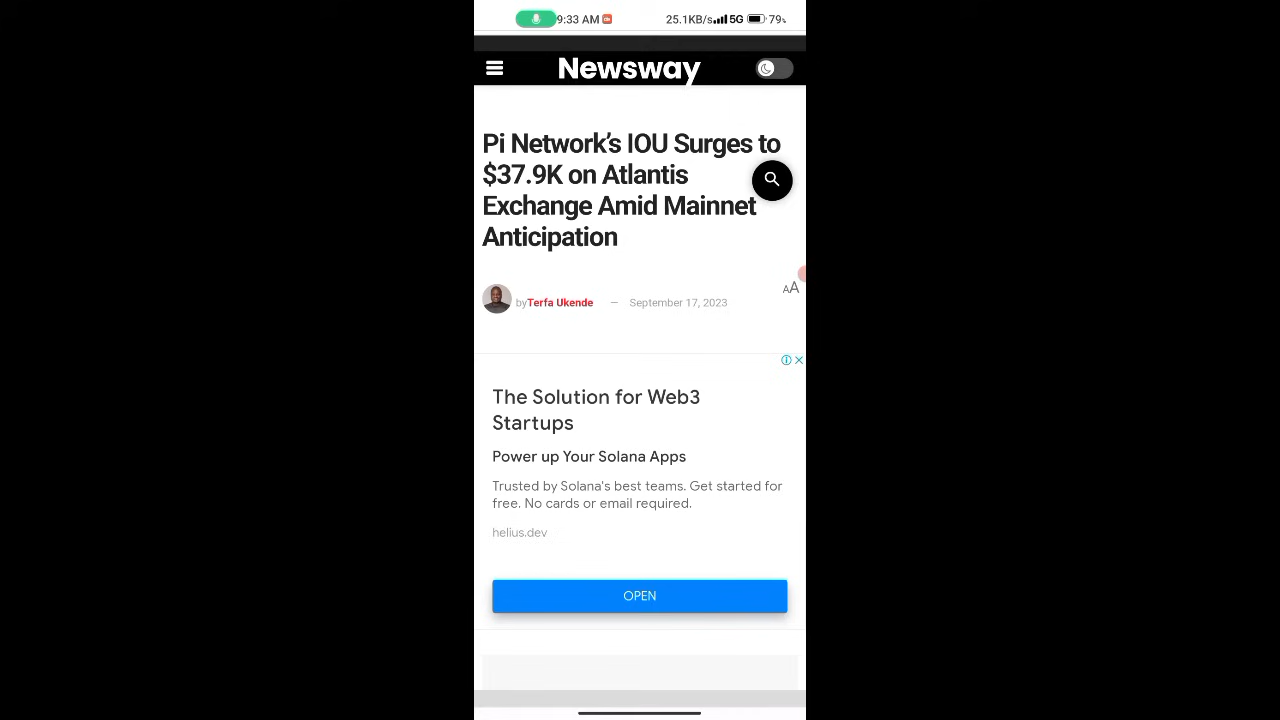 9:33 AM 25.1KB/s 5G 79%
Newsway
Pi Network's IOU Surges to
$37.9K on Atlantis
Exchange Amid Mainnet
Anticipation
AA
by Terfa Ukende — September 17, 2023
The Solution for Web3
Startups
Power up Your Solana Apps
Trusted by Solana's best teams. Get started for
free. No cards or email required.
helius.dev
OPEN